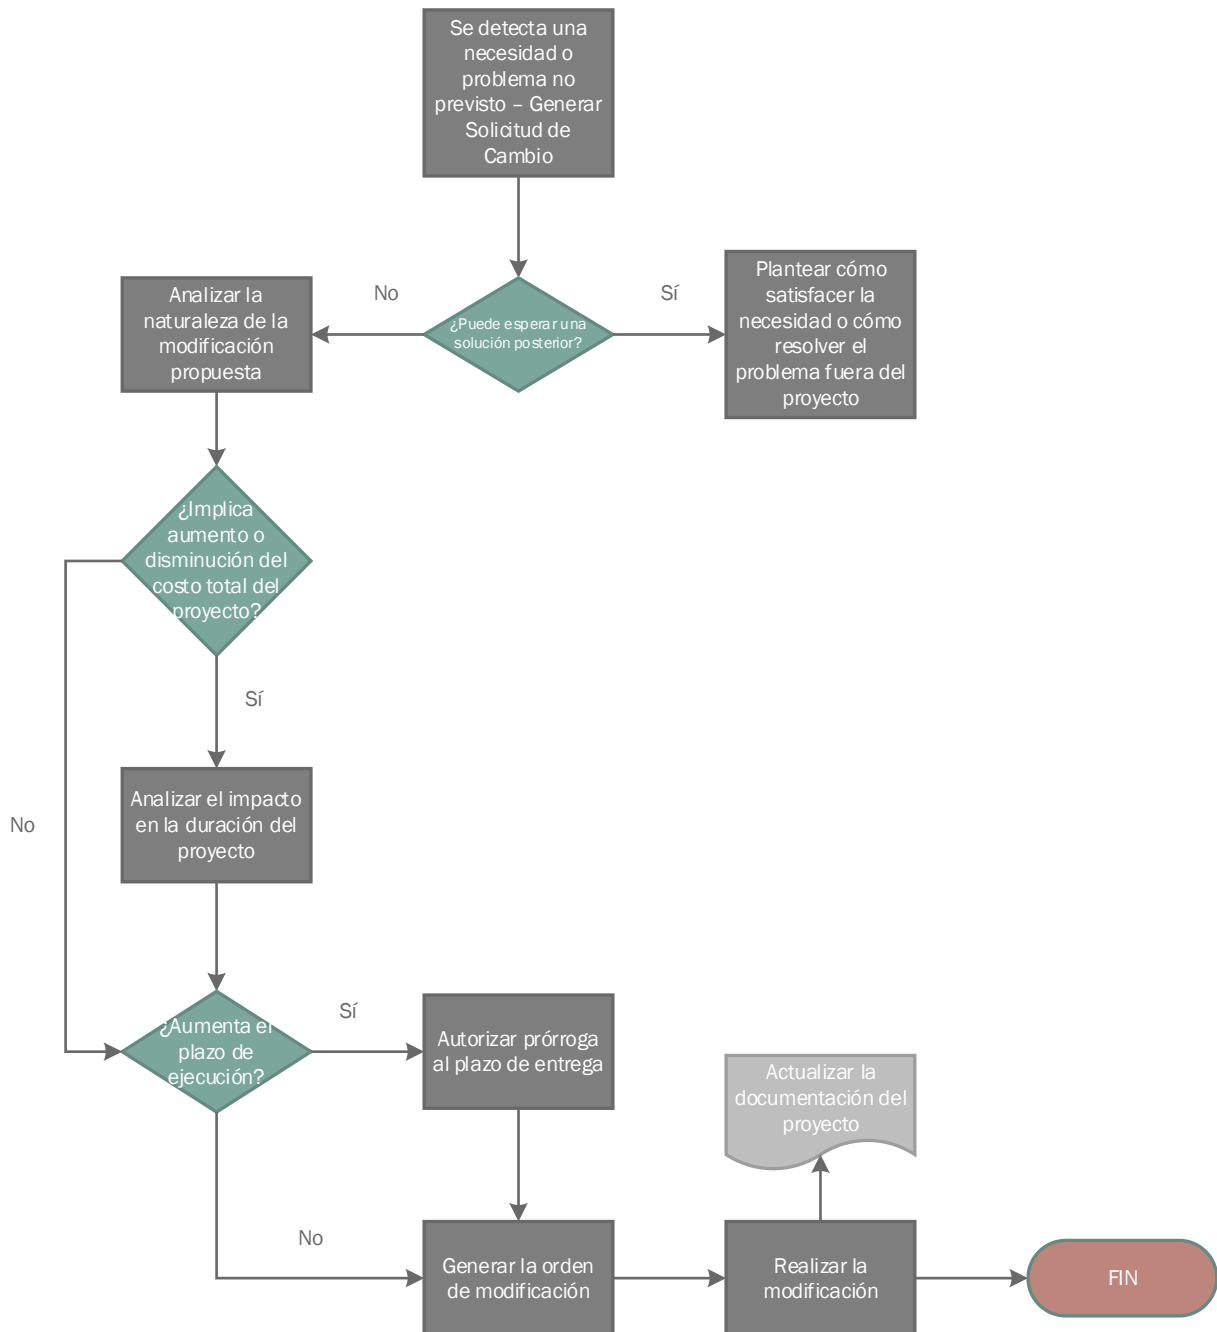 Se detecta una
necesidad o
problema no
previsto – Generar
Solicitud de
Cambio
No
Sí
¿Puede esperar una
solución posterior?
Analizar la
naturaleza de la
modificación
propuesta
Plantear cómo
satisfacer la
necesidad o cómo
resolver el
problema fuera del
proyecto
¿Implica
aumento o
disminución del
costo total del
proyecto?
Sí
Analizar el impacto
en la duración del
proyecto
No
¿Aumenta el
plazo de
ejecución?
Sí
Autorizar prórroga
al plazo de entrega
Actualizar la
documentación del
proyecto
No
Generar la orden
de modificación
Realizar la
modificación
FIN